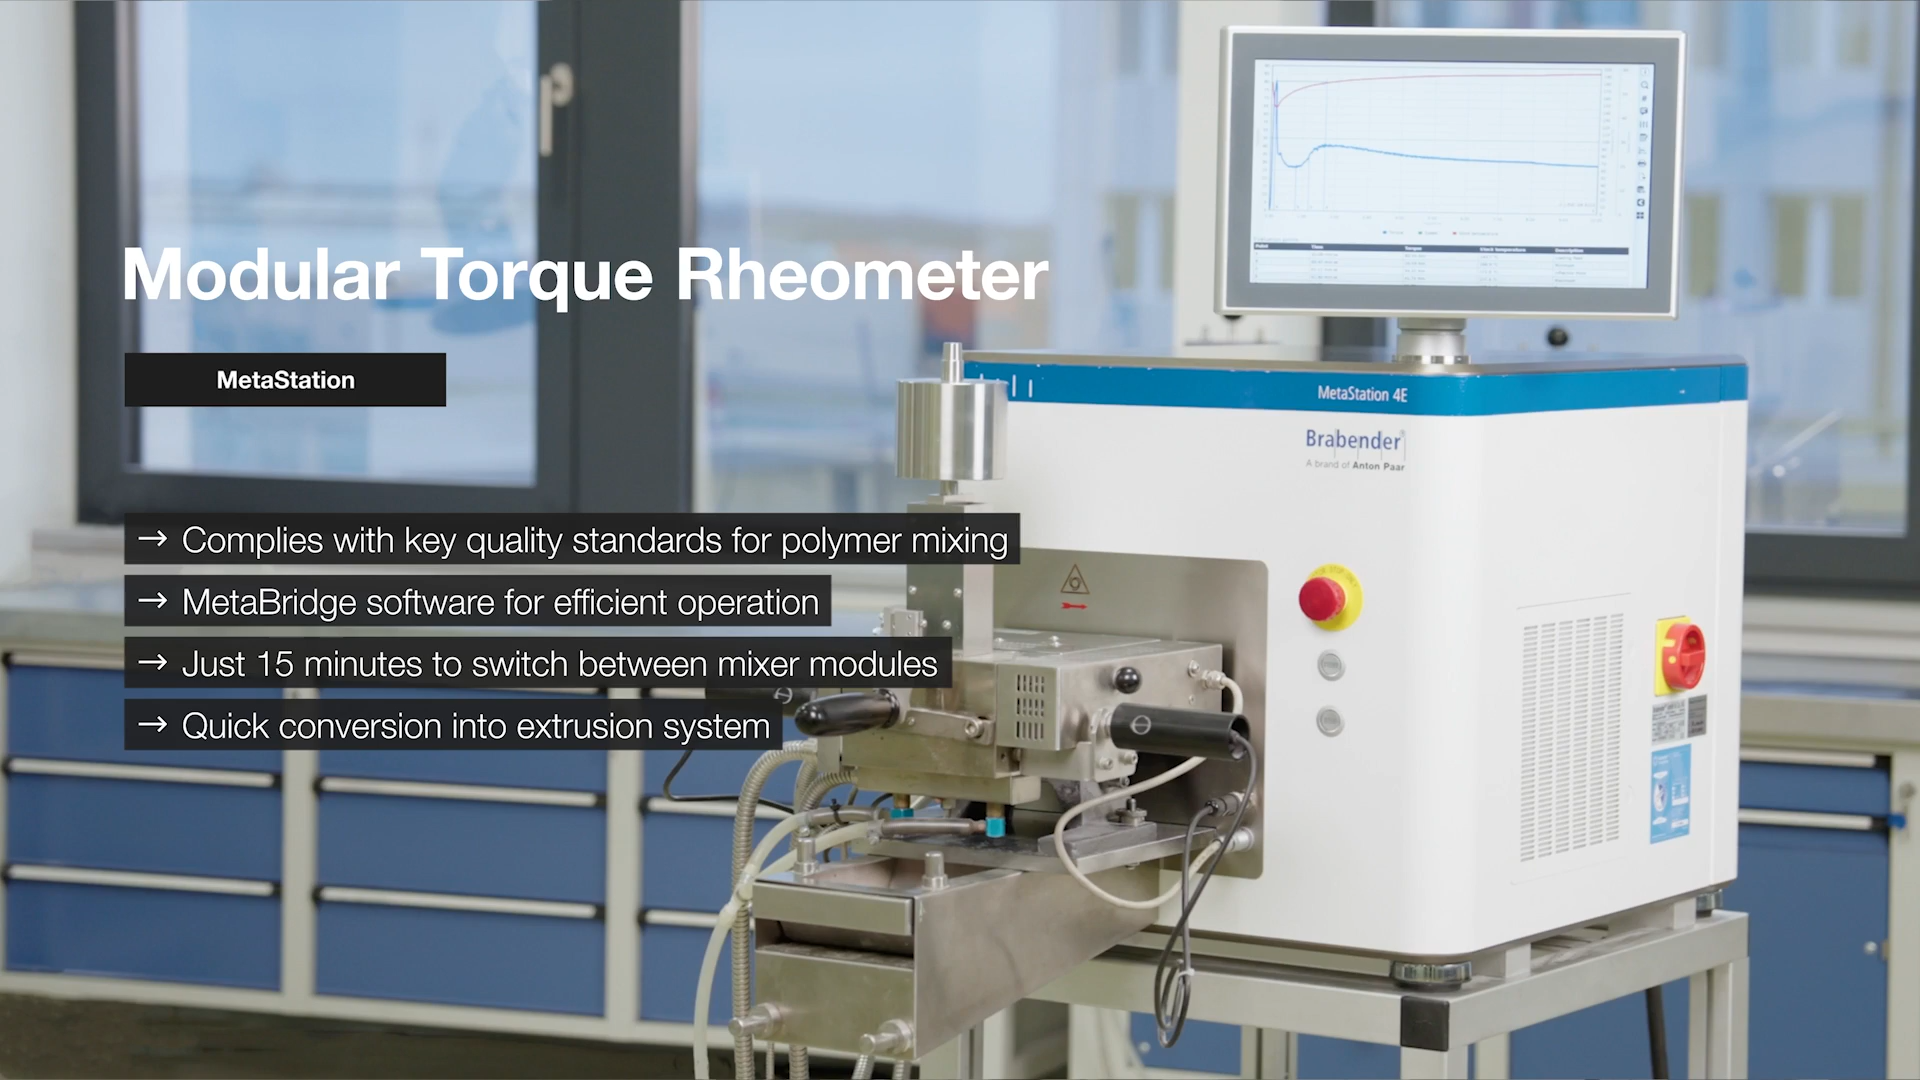 Modular Torque Rheometer
MetaStation
→ Complies with key quality standards for polymer mixing
→ MetaBridge software for efficient operation
→ Just 15 minutes to switch between mixer modules
→ Quick conversion into extrusion system
MetaStation 4E
Brabender®
A brand of Anton Paar